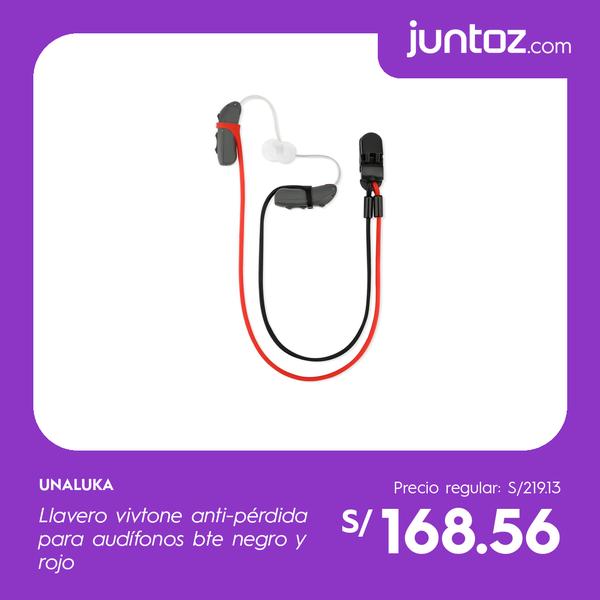 juntoz.com
UNALUKA
Llavero vivtone anti-pérdida
para audífonos bte negro y
rojo
Precio regular: S/219.13
S/168.56